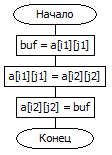 Начало
buf = a[i1][j1]
a[i1][j1] = a[i2][j2]
a[i2][j2] = buf
Конец